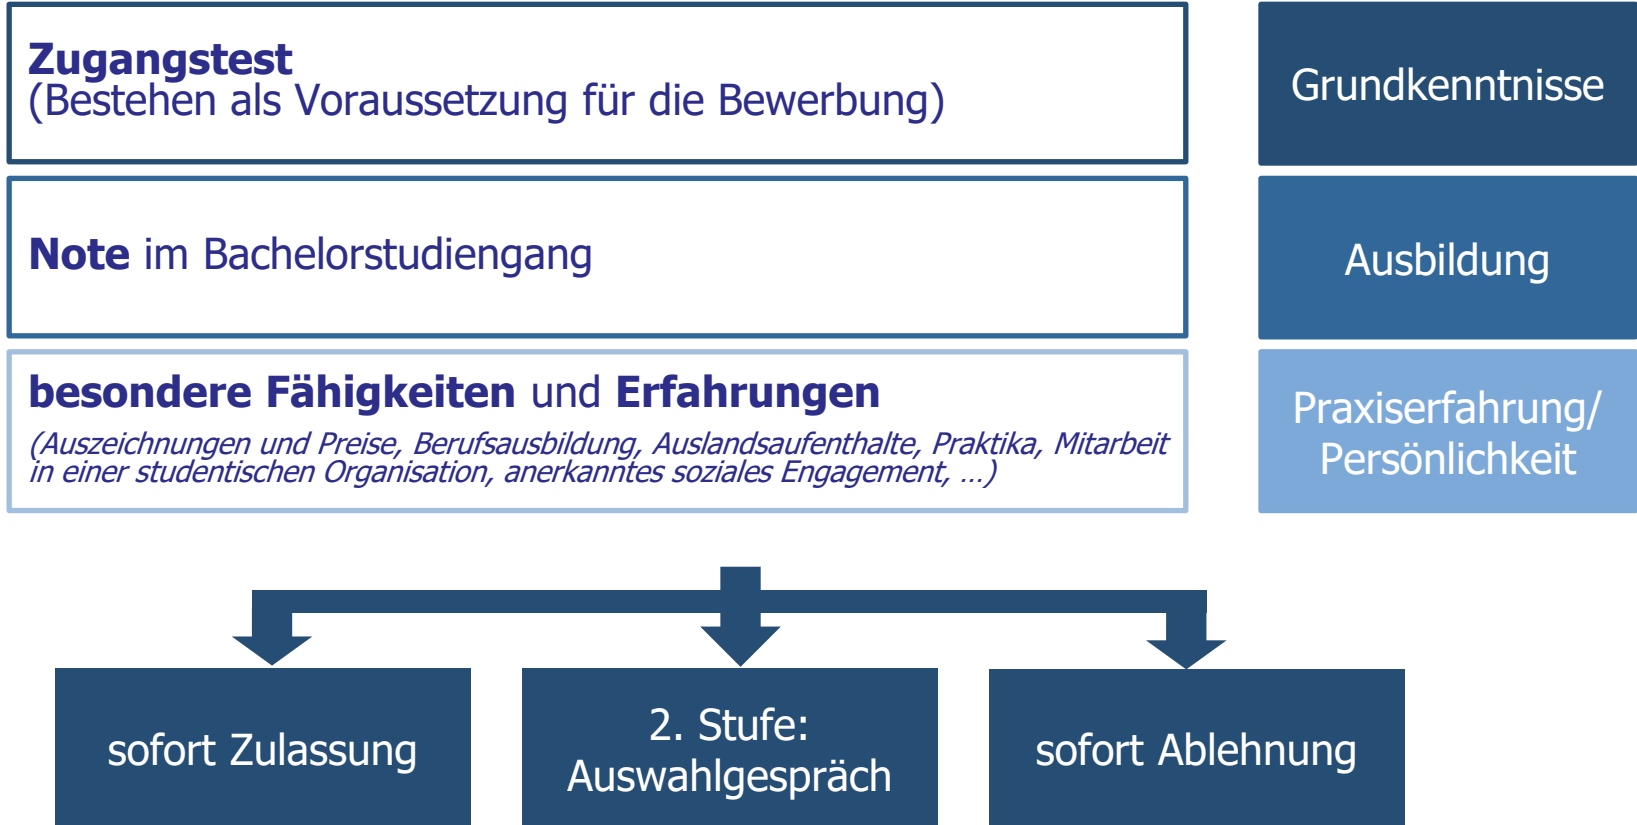 Zugangstest
(Bestehen als Voraussetzung für die Bewerbung)
Grundkenntnisse
Note im Bachelorstudiengang
Ausbildung
besondere Fähigkeiten und Erfahrungen
(Auszeichnungen und Preise, Berufsausbildung, Auslandsaufenthalte, Praktika, Mitarbeit
in einer studentischen Organisation, anerkanntes soziales Engagement, …)
Praxiserfahrung/
Persönlichkeit
sofort Zulassung
2. Stufe:
Auswahlgespräch
sofort Ablehnung